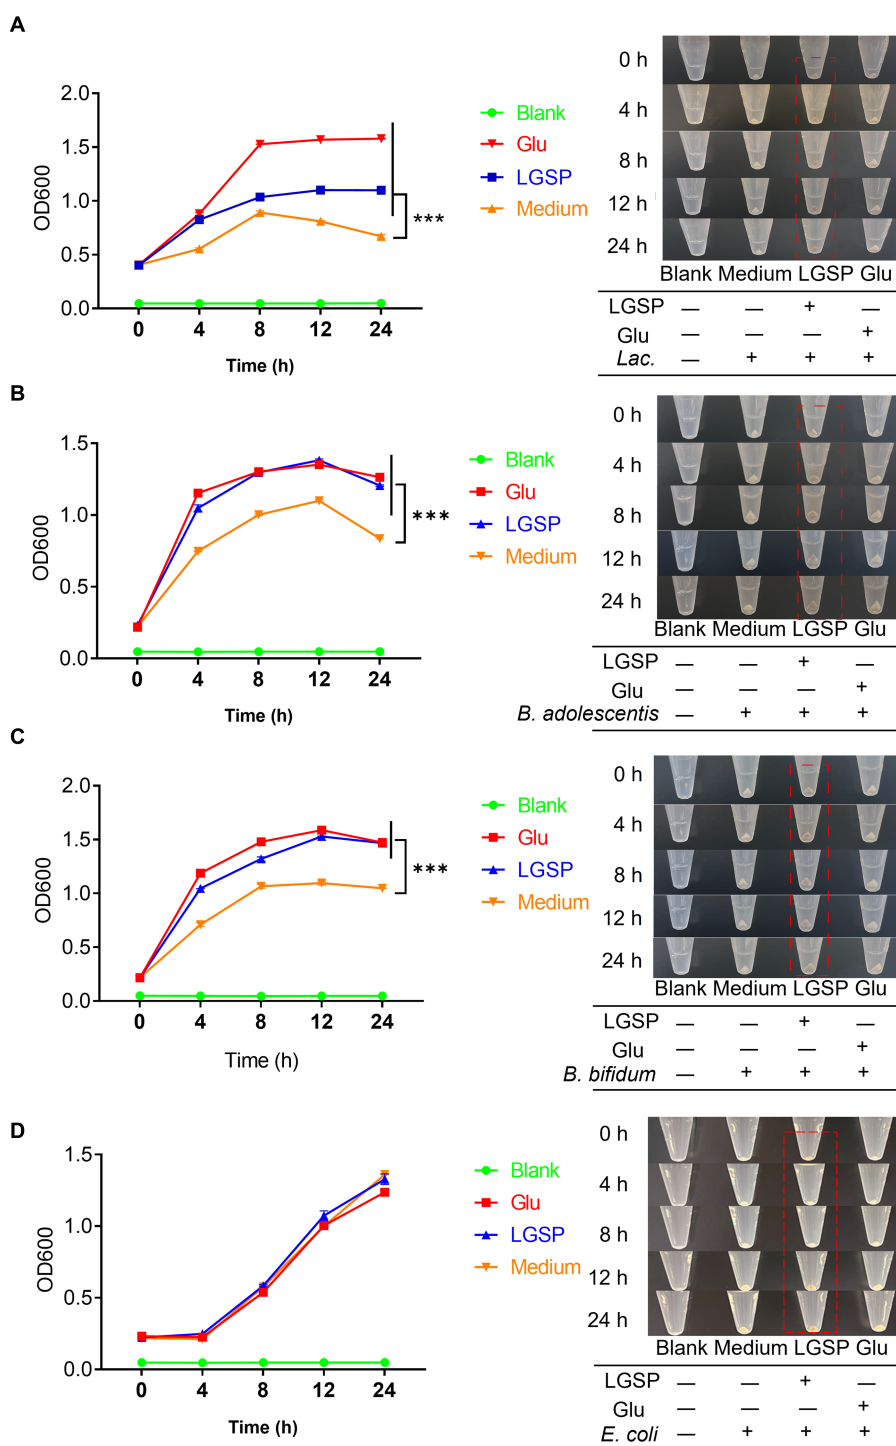 A
2.0
1.5
1.0
0.5
0.0
OD600
0 4 8 12 24
Time (h)
Blank
Glu
LGSP
Medium
***
0 h
4 h
8 h
12 h
24 h
Blank Medium LGSP Glu
LGSP — — + —
Glu — — — +
Lac. — + + +
B
1.5
1.0
0.5
0.0
OD600
0 4 8 12 24
Time (h)
Blank
Glu
LGSP
Medium
***
0 h
4 h
8 h
12 h
24 h
Blank Medium LGSP Glu
LGSP — — + —
Glu — — — +
B. adolescentis — + + +
C
2.0
1.5
1.0
0.5
0.0
OD600
0 4 8 12 24
Time (h)
Blank
Glu
LGSP
Medium
***
0 h
4 h
8 h
12 h
24 h
Blank Medium LGSP Glu
LGSP — — + —
Glu — — — +
B. bifidum — + + +
D
1.5
1.0
0.5
0.0
OD600
0 4 8 12 24
Time (h)
Blank
Glu
LGSP
Medium
0 h
4 h
8 h
12 h
24 h
Blank Medium LGSP Glu
LGSP — — + —
Glu — — — +
E. coli — + + +